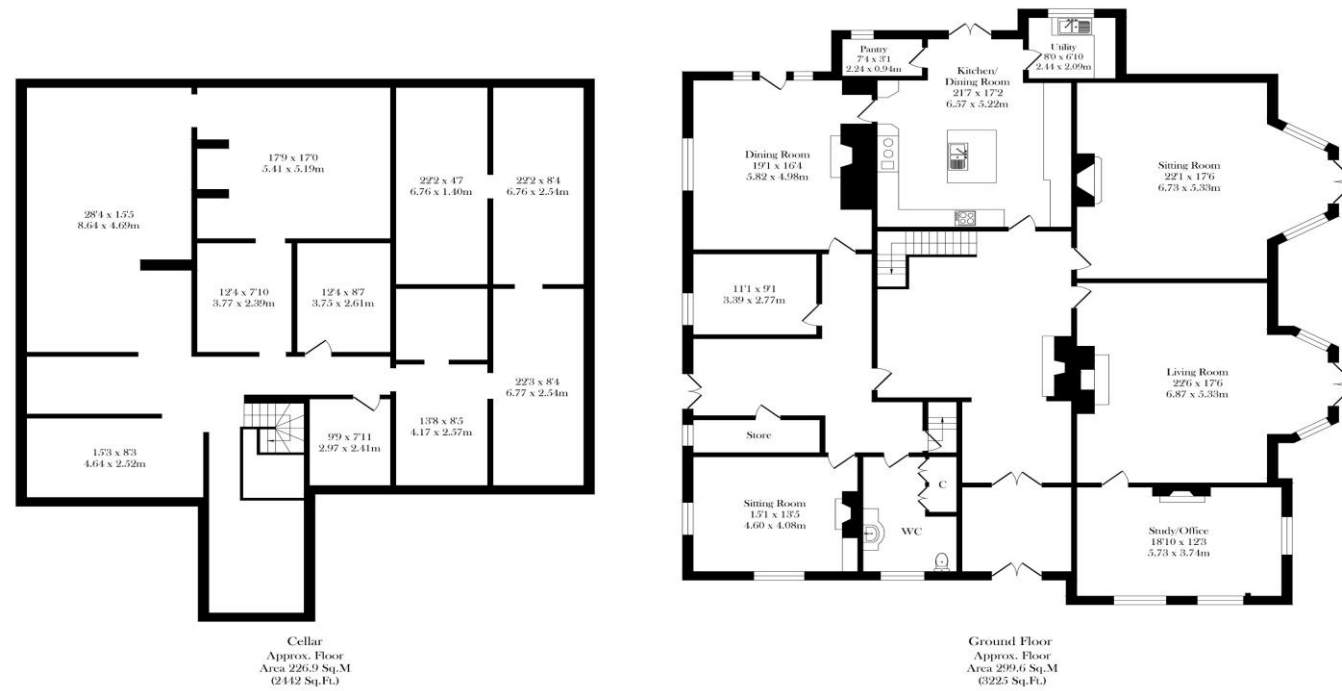 28'4 x 15'5
8.64 x 4.69m
17'9 x 17'0
5.41 x 5.19m
22'2 x 4'7
6.76 x 1.40m
22'2 x 8'4
6.76 x 2.54m
12'4 x 7'10
3.77 x 2.39m
12'4 x 8'7
3.75 x 2.61m
22'3 x 8'4
6.77 x 2.54m
13'8 x 8'5
4.17 x 2.57m
9'9 x 7'11
2.97 x 2.41m
15'3 x 8'3
4.64 x 2.52m
Cellar
Approx. Floor
Area 226.9 Sq.M
(2442 Sq.Ft.)
Pantry
7'4 x 3'1
2.24 x 0.94m
Kitchen/
Dining Room
21'7 x 17'2
6.57 x 5.22m
Utility
8'0 x 6'10
2.44 x 2.09m
Dining Room
19'1 x 16'4
5.82 x 4.98m
Sitting Room
22'1 x 17'6
6.73 x 5.33m
11'1 x 9'1
3.39 x 2.77m
Living Room
22'6 x 17'6
6.87 x 5.33m
Store
Sitting Room
15'1 x 13'5
4.60 x 4.08m
C
WC
Study/Office
18'10 x 12'3
5.73 x 3.74m
Ground Floor
Approx. Floor
Area 299.6 Sq.M
(3225 Sq.Ft.)